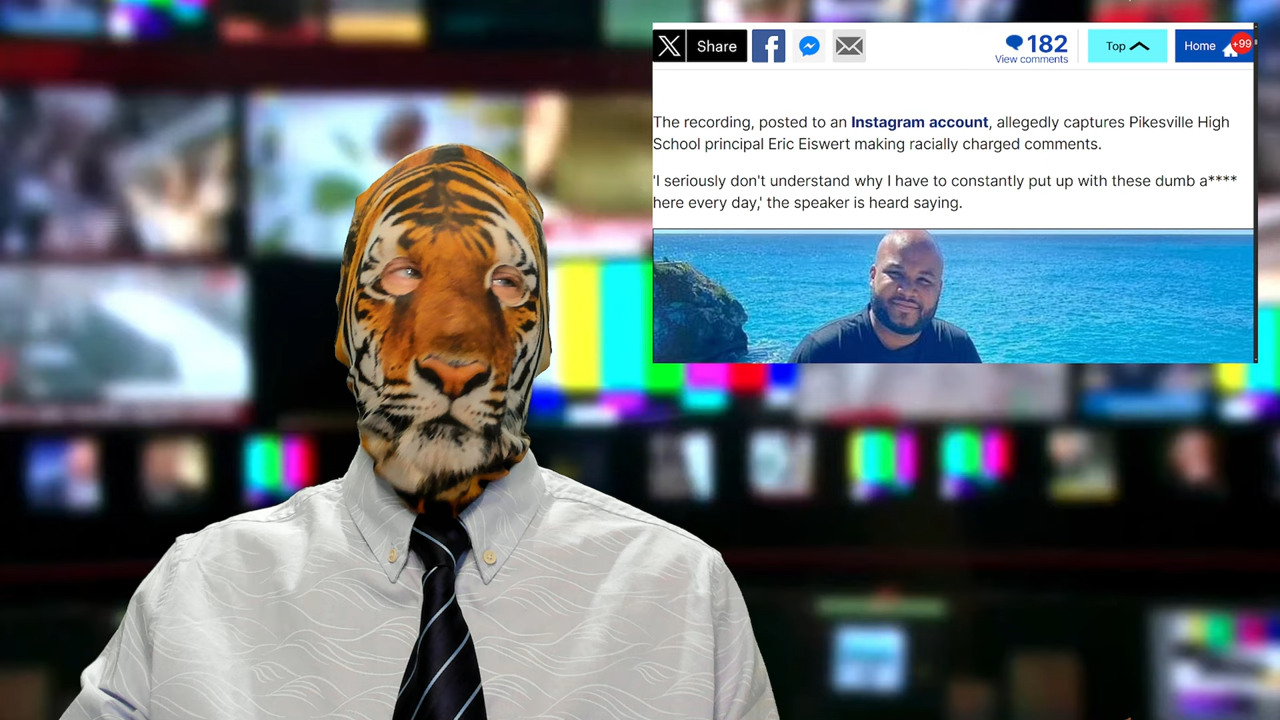 Share
182
View comments
Top
Home
+99
The recording, posted to an Instagram account, allegedly captures Pikesville High
School principal Eric Eiswert making racially charged comments.
'I seriously don't understand why I have to constantly put up with these dumb a****
here every day,' the speaker is heard saying.